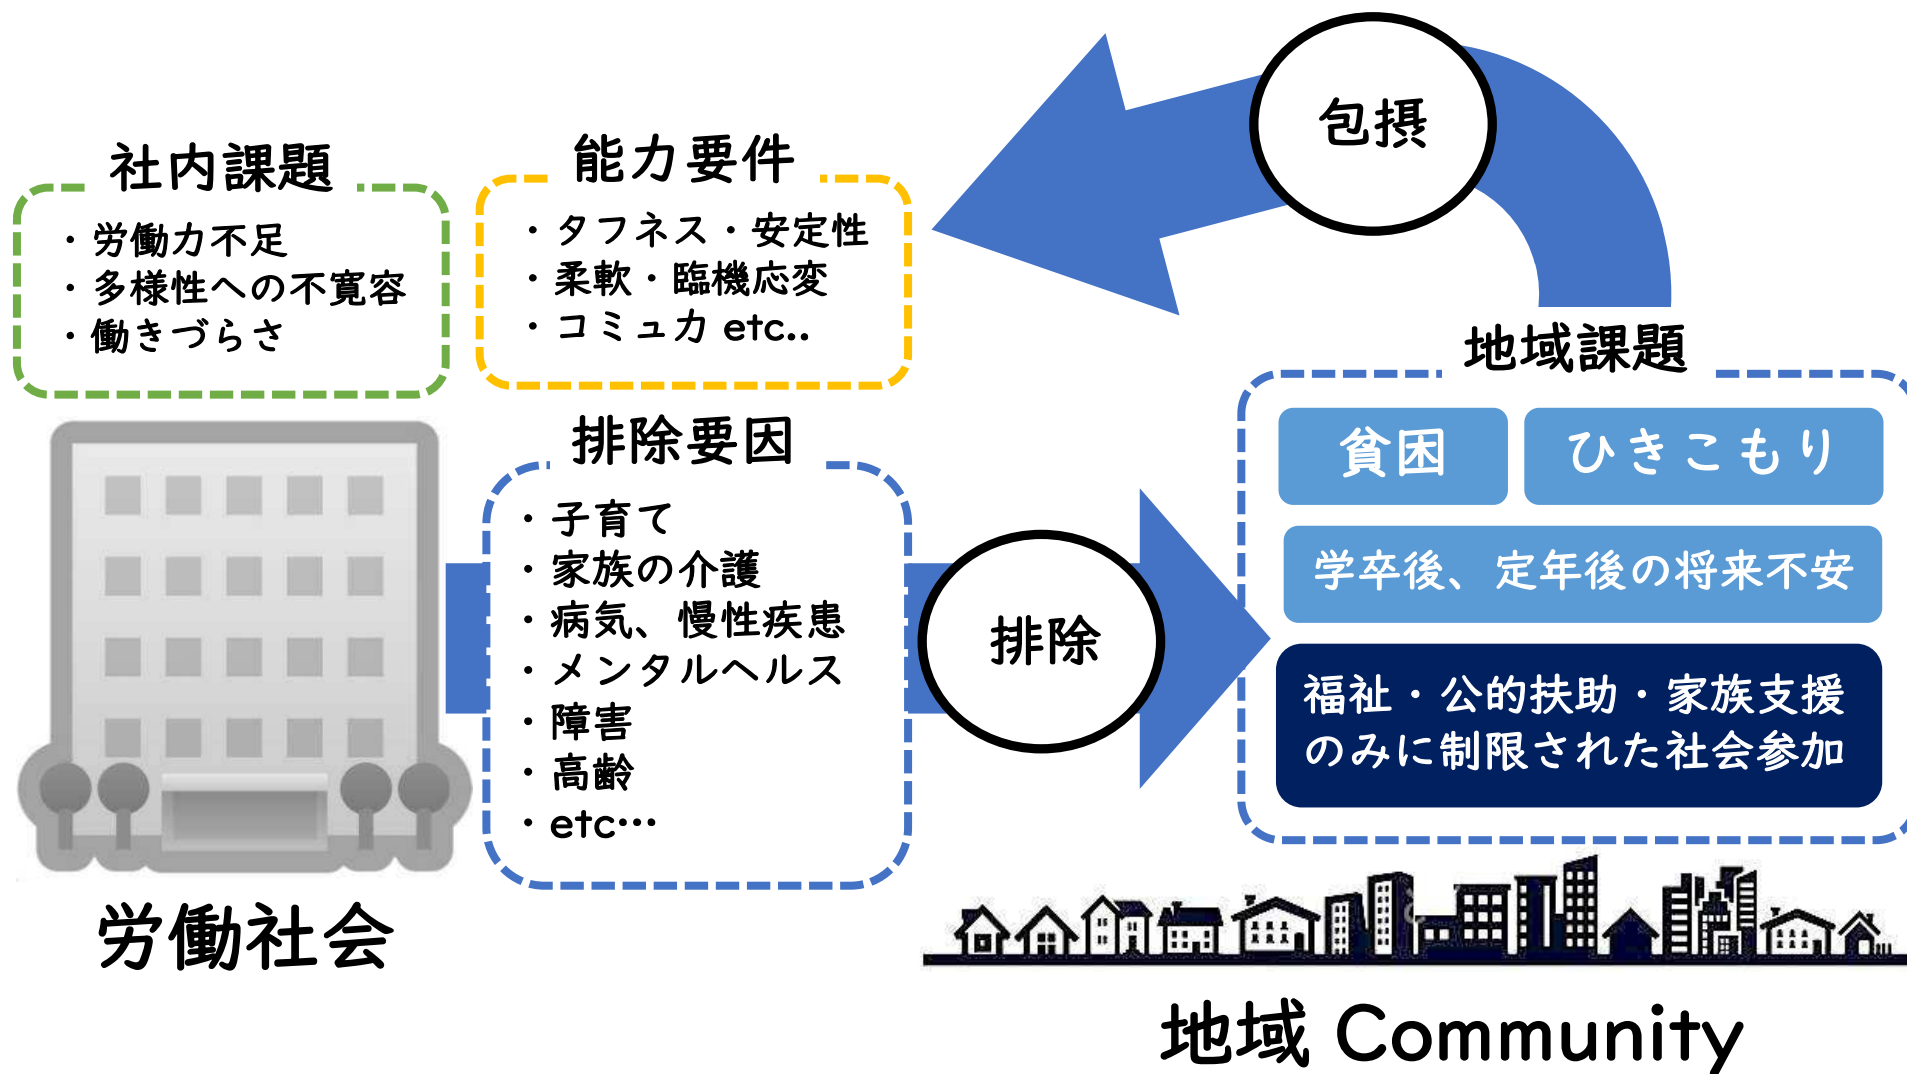 包摂
社内課題
・労働力不足
・多様性への不寛容
・働きづらさ
能力要件
・タフネス・安定性
・柔軟・臨機応変
・コミュ力 etc..
排除要因
・子育て
・家族の介護
・病気、慢性疾患
・メンタルヘルス
・障害
・高齢
・etc…
排除
地域課題
貧困
ひきこもり
学卒後、定年後の将来不安
福祉・公的扶助・家族支援
のみに制限された社会参加
労働社会
地域 Community